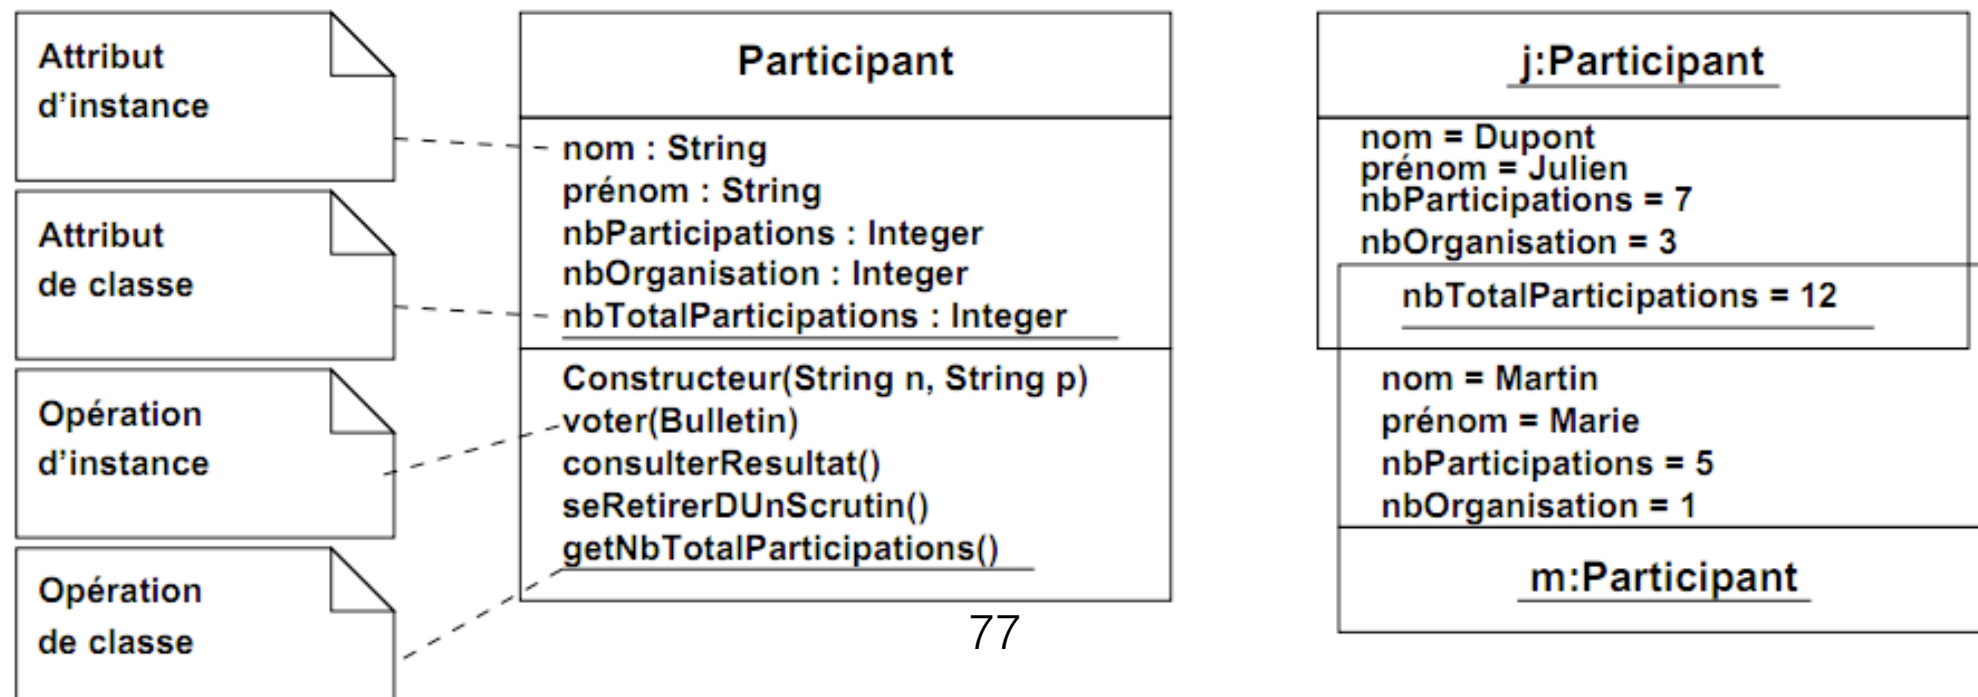 Attribut
d'instance
Attribut
de classe
Opération
d'instance
Opération
de classe
Participant
nom : String
prénom : String
nbParticipations : Integer
nbOrganisation : Integer
nbTotalParticipations : Integer
Constructeur(String n, String p)
voter(Bulletin)
consulterResultat()
seRetirerDUnScrutin()
getNbTotalParticipations()
77
j:Participant
nom = Dupont
prénom = Julien
nbParticipations = 7
nbOrganisation = 3
nbTotalParticipations = 12
nom = Martin
prénom = Marie
nbParticipations = 5
nbOrganisation = 1
m:Participant